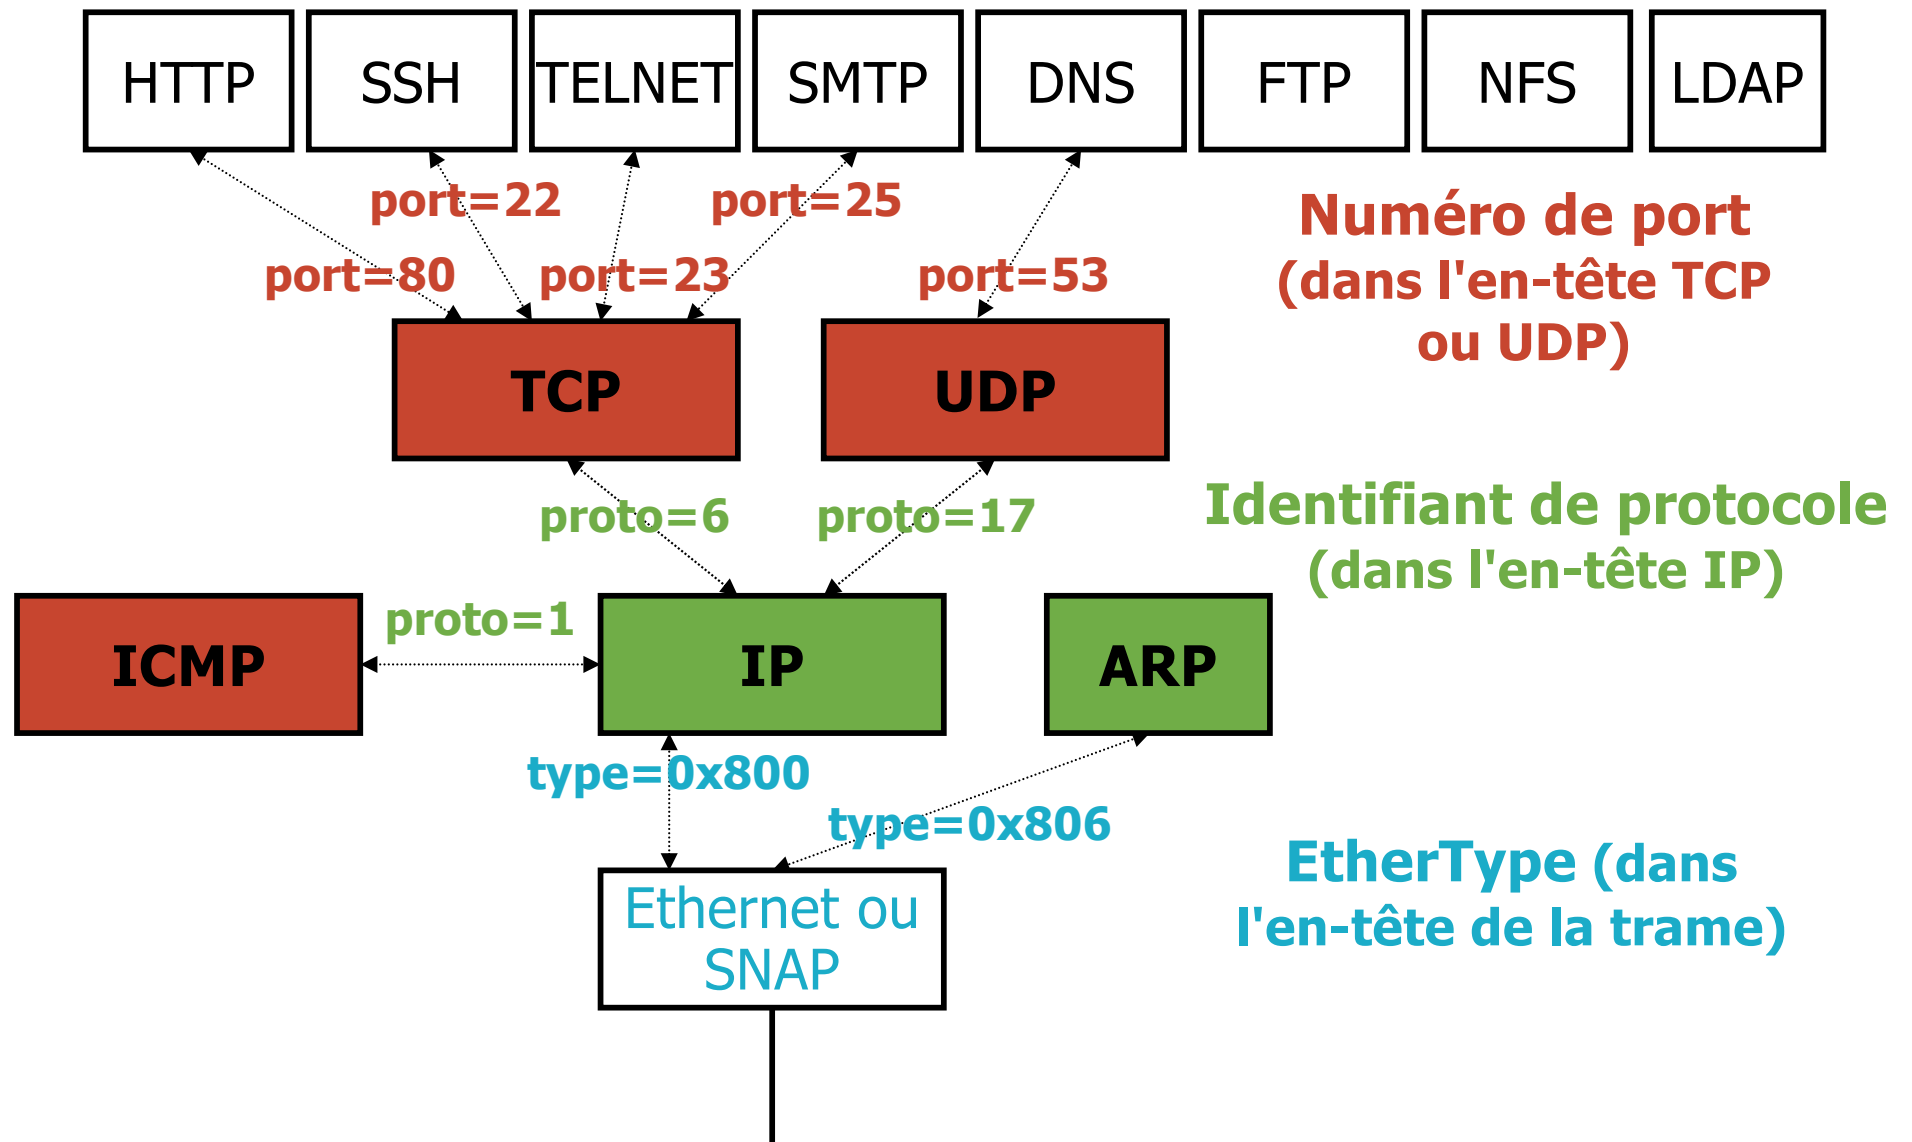 HTTP
SSH
TELNET
SMTP
DNS
FTP
NFS
LDAP
port=22
port=25
port=80
port=23
port=53
Numéro de port
(dans l'en-tête TCP
ou UDP)
TCP
UDP
proto=6
proto=17
Identifiant de protocole
(dans l'en-tête IP)
proto=1
ICMP
IP
ARP
type=0x800
type=0x806
EtherType (dans
l'en-tête de la trame)
Ethernet ou
SNAP